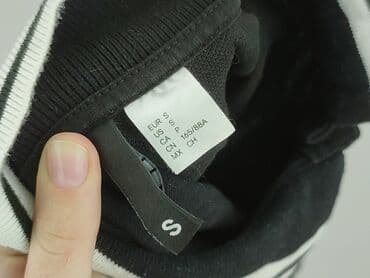 EUR S
US S
CA P
CN 165/88A
MX CH
S